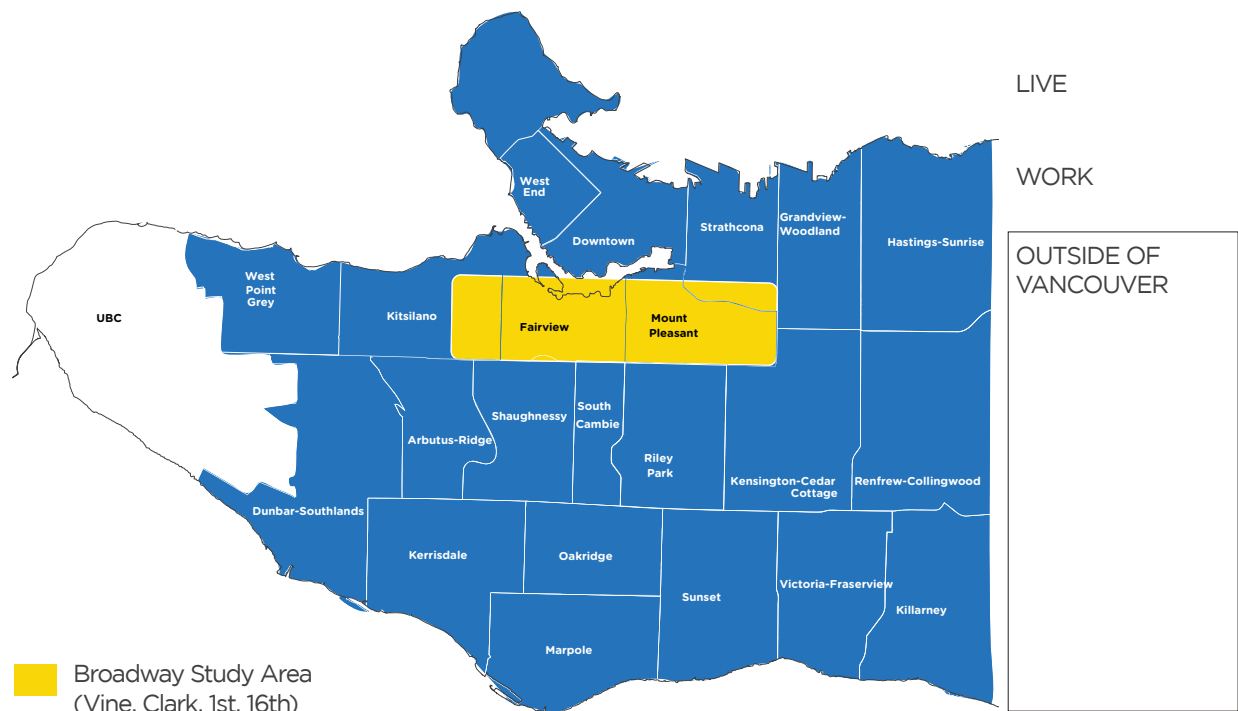 LIVE
WORK
OUTSIDE OF
VANCOUVER
West
End
Downtown
Strathcona
Grandview-
Woodland
Hastings-Sunrise
West
Point
Grey
UBC
Kitsilano
Fairview
Mount
Pleasant
Arbutus-Ridge
Shaughnessy
South
Cambie
Riley
Park
Kensington-Cedar
Cottage
Renfrew-Collingwood
Dunbar-Southlands
Kerrisdale
Oakridge
Sunset
Victoria-Fraserview
Killarney
Marpole
Broadway Study Area
(Vine, Clark, 1st, 16th)